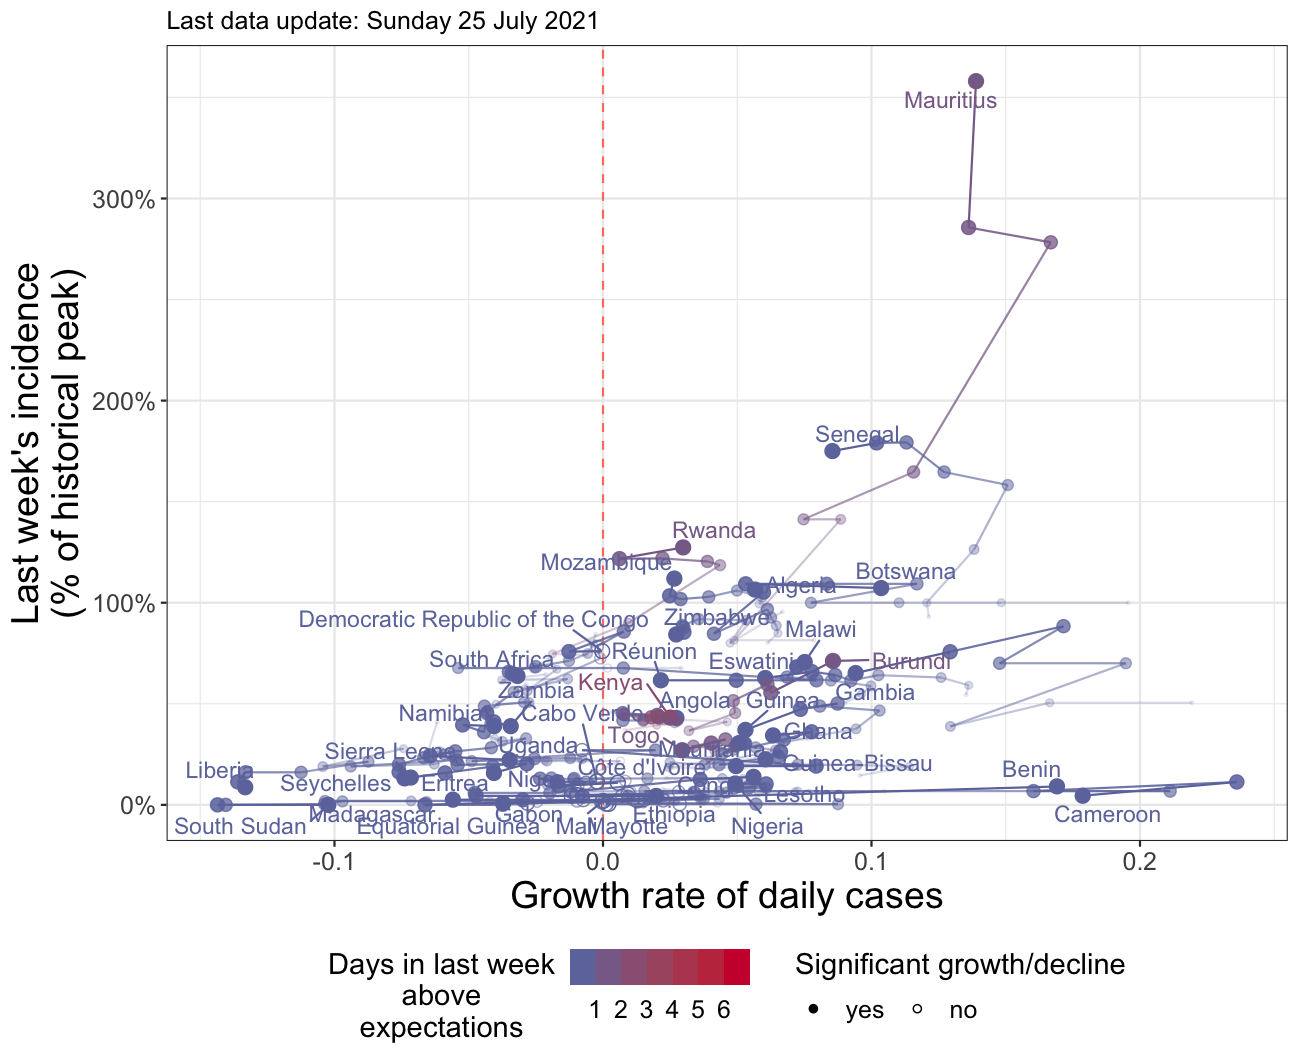 Last data update: Sunday 25 July 2021
Last week's incidence
(% of historical peak)
300%
200%
100%
0%
Mauritius
Senegal
Rwanda
Mozambique
Algeria
Botswana
Democratic Republic of the Congo
Zimbabwe
Malawi
South Africa
Réunion
Eswatini
Burundi
Zambia
Kenya
Angola
Guinea
Gambia
Namibia
Cabo Verde
Togo
Ghana
Sierra Leone
Uganda
Mauritania
Guinea-Bissau
Liberia
Seychelles
Eritrea
Niger
Côte d'Ivoire
Congo
Lesotho
Benin
South Sudan
Madagascar
Equatorial Guinea
Gabon
Mali
Mayotte
Ethiopia
Nigeria
Cameroon
-0.1
0.0
0.1
0.2
Growth rate of daily cases
Days in last week
above
expectations
1 2 3 4 5 6
Significant growth/decline
yes
no